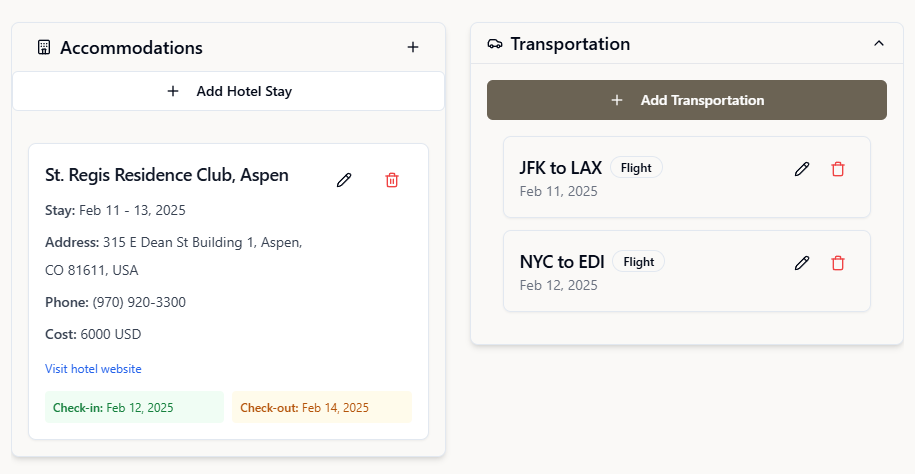 Accommodations
Add Hotel Stay
St. Regis Residence Club, Aspen
Stay: Feb 11 - 13, 2025
Address: 315 E Dean St Building 1, Aspen,
CO 81611, USA
Phone: (970) 920-3300
Cost: 6000 USD
Visit hotel website
Check-in: Feb 12, 2025
Check-out: Feb 14, 2025
Transportation
Add Transportation
JFK to LAX Flight
Feb 11, 2025
NYC to EDI Flight
Feb 12, 2025